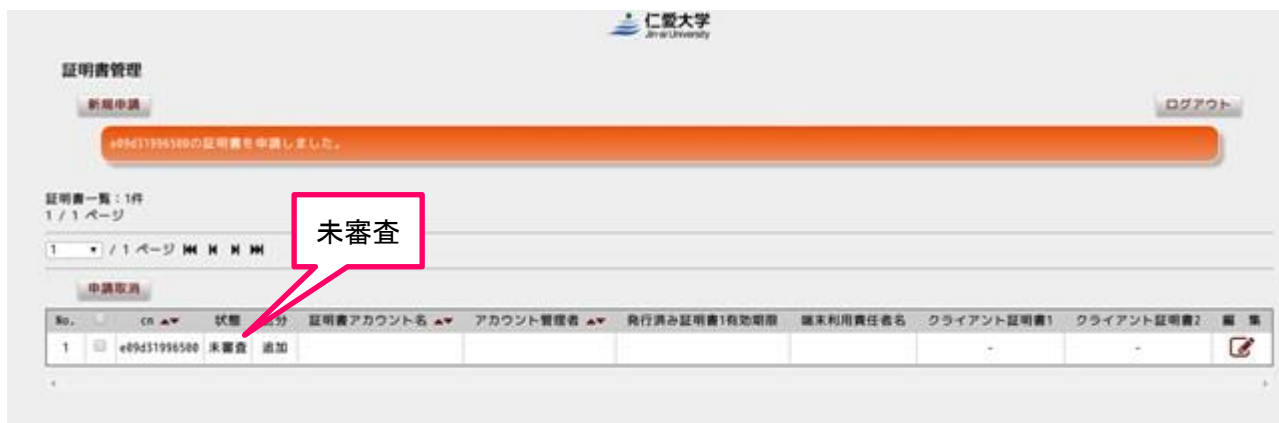 仁愛大学
Jin-ai University
証明書管理
新規申請
ログアウト
e09d31996500の証明書を申請しました。
証明書一覧：1件
1 / 1 ページ
1 / 1 ページ
未審査
申請取消
No. cn 状態 区分 証明書アカウント名 アカウント管理者 発行済み証明書1有効期限 端末利用責任者名 クライアント証明書1 クライアント証明書2 編 集
1 e09d31996500 未審査 追加 - -